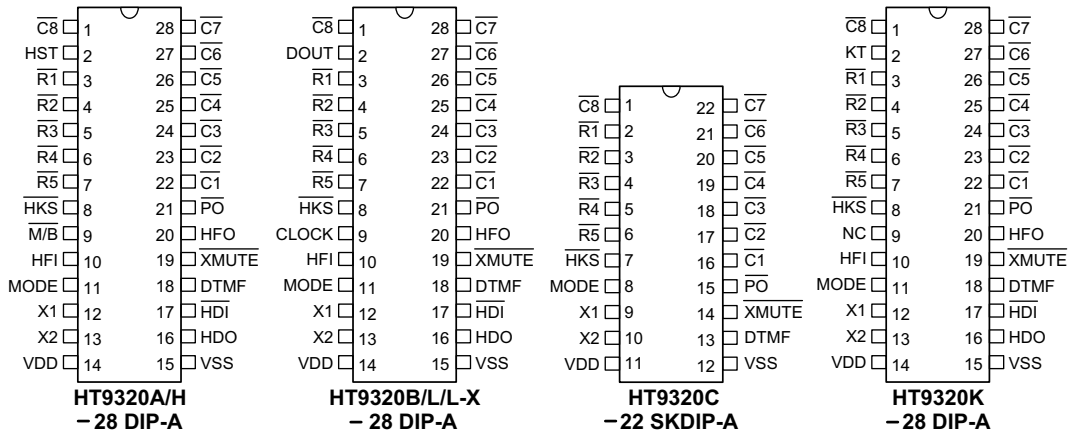 C8 1 28 C7
HST 2 27 C6
R1 3 26 C5
R2 4 25 C4
R3 5 24 C3
R4 6 23 C2
R5 7 22 C1
HKS 8 21 PO
M/B 9 20 HFO
HFI 10 19 XMUTE
MODE 11 18 DTMF
X1 12 17 HDI
X2 13 16 HDO
VDD 14 15 VSS
HT9320A/H
– 28 DIP-A
C8 1 28 C7
DOUT 2 27 C6
R1 3 26 C5
R2 4 25 C4
R3 5 24 C3
R4 6 23 C2
R5 7 22 C1
HKS 8 21 PO
CLOCK 9 20 HFO
HFI 10 19 XMUTE
MODE 11 18 DTMF
X1 12 17 HDI
X2 13 16 HDO
VDD 14 15 VSS
HT9320B/L/L-X
– 28 DIP-A
C8 1 22 C7
R1 2 21 C6
R2 3 20 C5
R3 4 19 C4
R4 5 18 C3
R5 6 17 C2
HKS 7 16 C1
MODE 8 15 PO
X1 9 14 XMUTE
X2 10 13 DTMF
VDD 11 12 VSS
HT9320C
– 22 SKDIP-A
C8 1 28 C7
KT 2 27 C6
R1 3 26 C5
R2 4 25 C4
R3 5 24 C3
R4 6 23 C2
R5 7 22 C1
HKS 8 21 PO
NC 9 20 HFO
HFI 10 19 XMUTE
MODE 11 18 DTMF
X1 12 17 HDI
X2 13 16 HDO
VDD 14 15 VSS
HT9320K
– 28 DIP-A